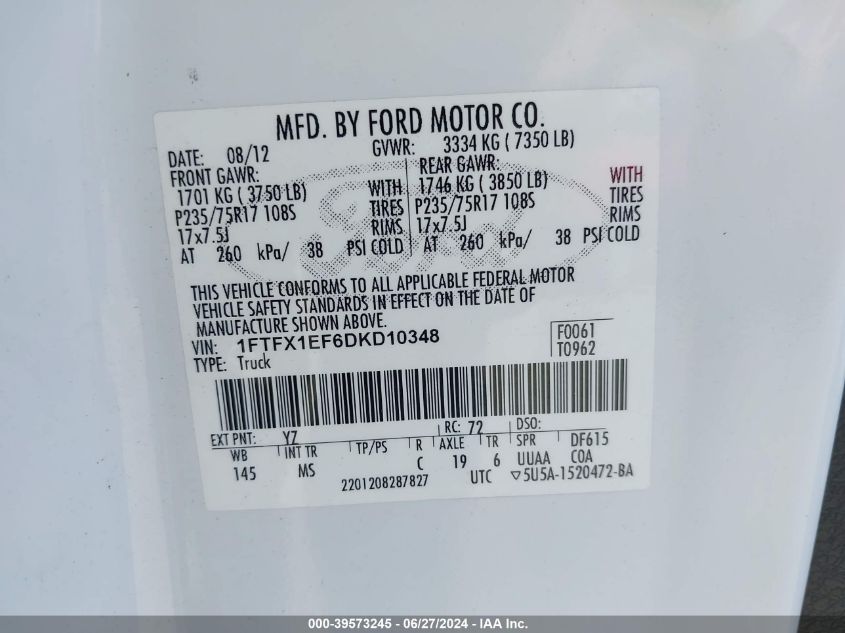 MFD. BY FORD MOTOR CO.
DATE: 08/12 GVWR: 3334 KG ( 7350 LB)
FRONT GAWR: REAR GAWR:
1701 KG ( 3750 LB) WITH 1746 KG ( 3850 LB) WITH
P235/75R17 108S TIRES P235/75R17 108S TIRES
17x7.5J RIMS 17x7.5J RIMS
AT 260 kPa/ 38 PSI COLD AT 260 kPa/ 38 PSI COLD
THIS VEHICLE CONFORMS TO ALL APPLICABLE FEDERAL MOTOR
VEHICLE SAFETY STANDARDS IN EFFECT ON THE DATE OF
MANUFACTURE SHOWN ABOVE.
VIN: 1FTFX1EF6DKD10348 F0061
TYPE: Truck T0962
EXT PNT: YZ RC: 72 DSO:
WB INT TR TP/PS R AXLE TR SPR DF615
145 MS C 19 6 UUAA COA
2201208287827 UTC ▽5U5A-1520472-BA
000-39573245 - 06/27/2024 - IAA Inc.